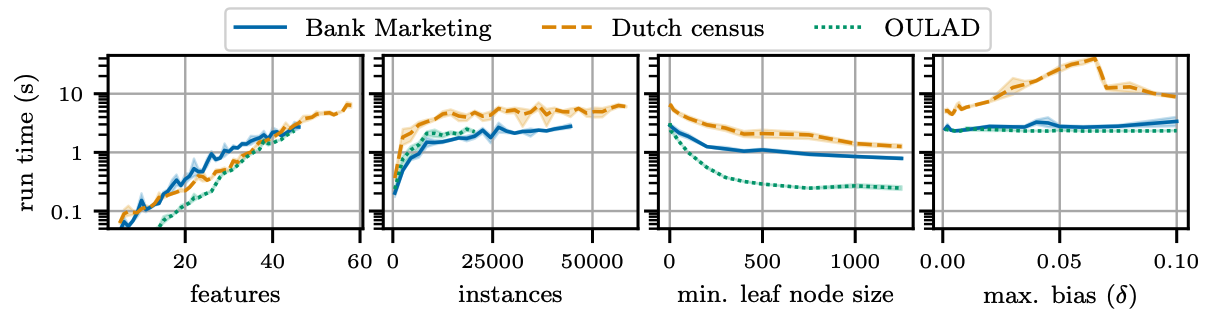 Bank Marketing Dutch census OULAD
run time (s)
10
1
0.1
20 40 60
features
0 25000 50000
instances
0 500 1000
min. leaf node size
0.00 0.05 0.10
max. bias (δ)